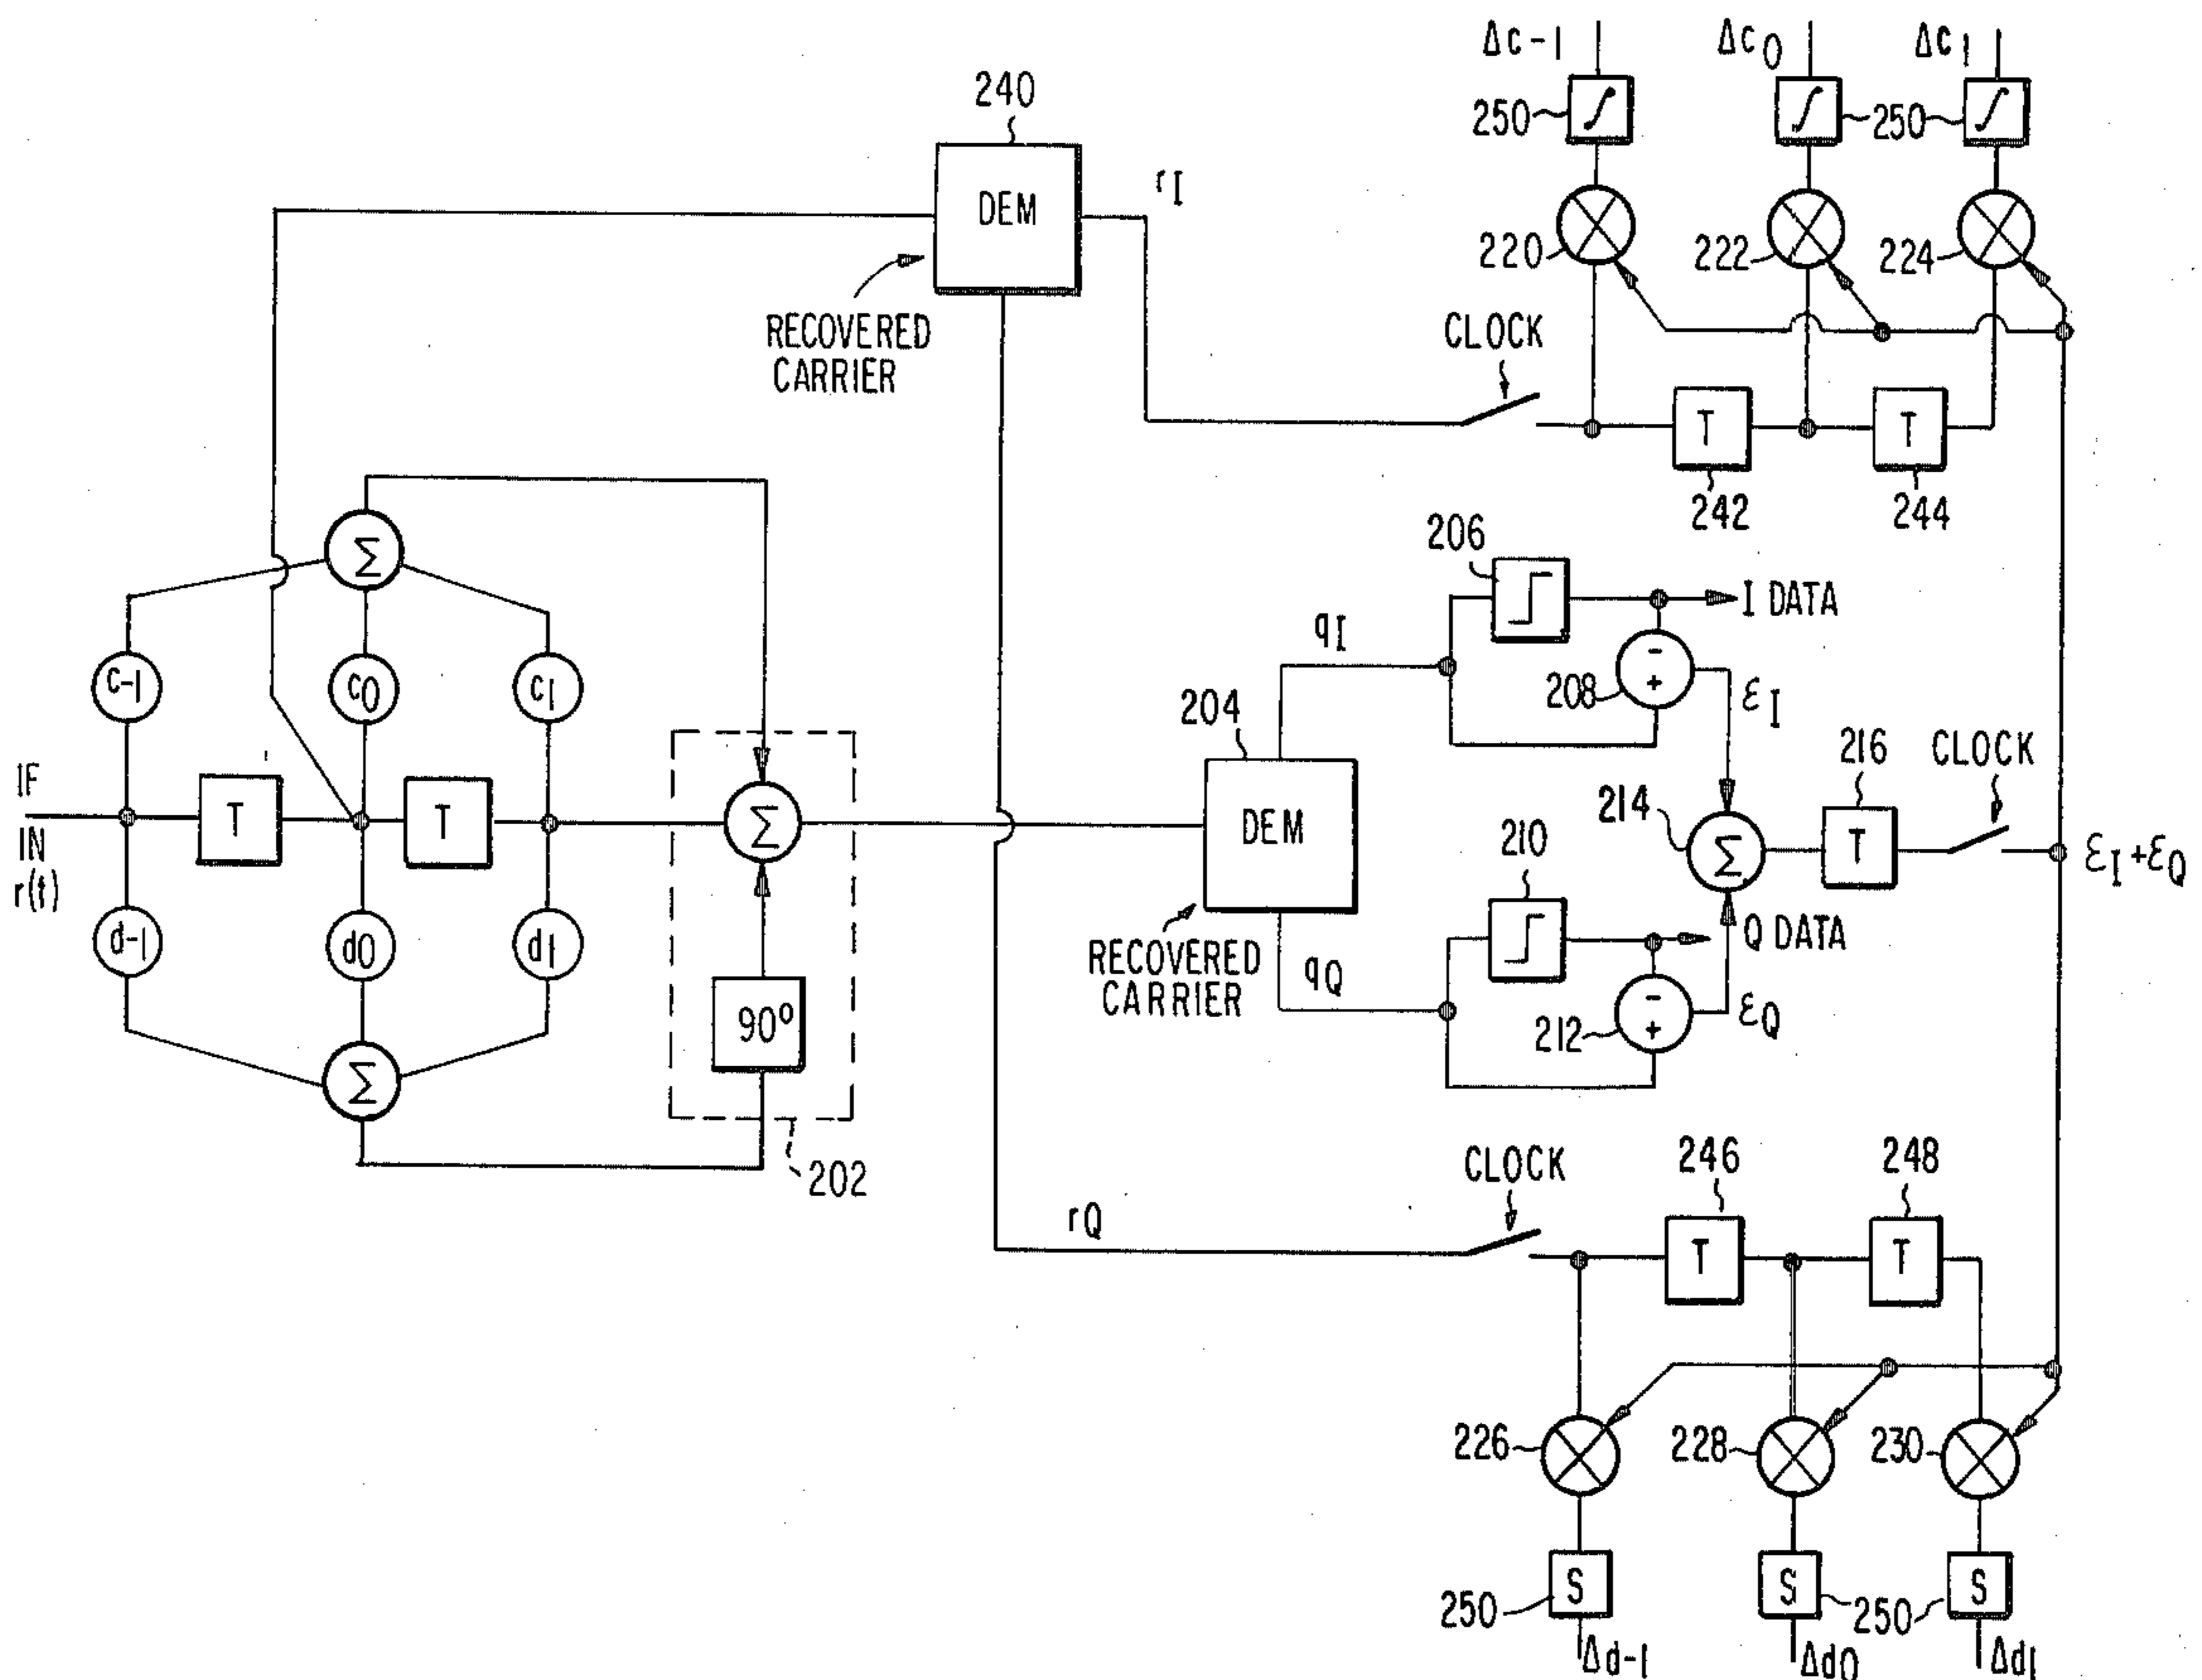 Δc-1
Δc0
Δc1
240
250
∫
∫
250
∫
DEM
rI
220
222
224
RECOVERED
CARRIER
CLOCK
T
T
242
244
Σ
206
I DATA
qI
-
+
208
εI
c-1
c0
c1
204
216
CLOCK
IF
IN
r(t)
T
T
Σ
DEM
214
Σ
T
εI+εQ
210
Q DATA
d-1
d0
d1
90°
RECOVERED
CARRIER
qQ
-
+
212
εQ
Σ
202
CLOCK
246
248
rQ
T
T
226
228
230
250
S
S
250
S
Δd-1
Δd0
Δd1